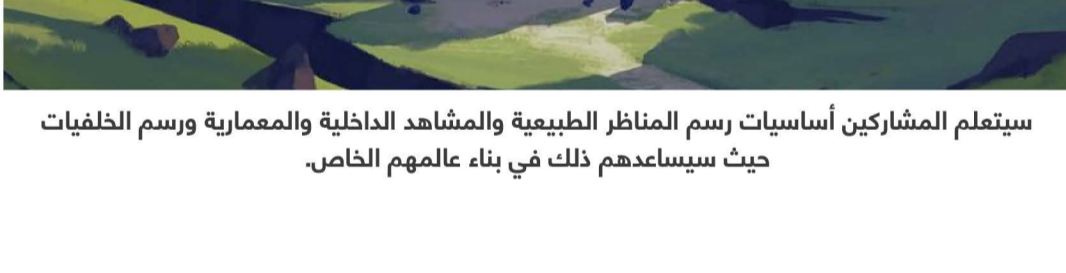 سيتعلم المشاركين أساسيات رسم المناظر الطبيعية والمشاهد الداخلية والمعمارية ورسم الخلفيات
حيث سيساعدهم ذلك في بناء عالمهم الخاص.